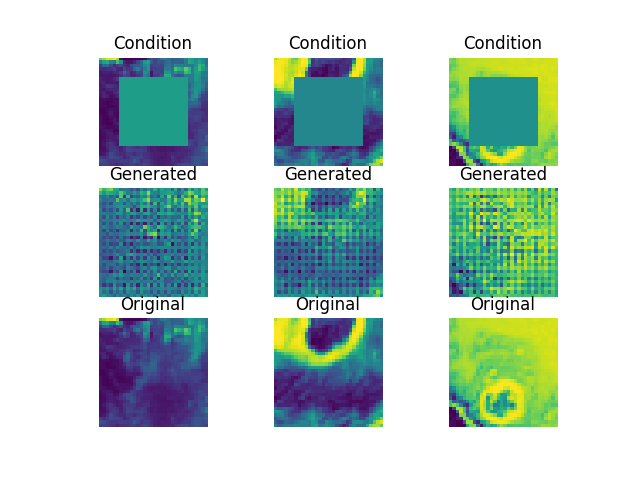 Condition Condition Condition
Generated Generated Generated
Original Original Original